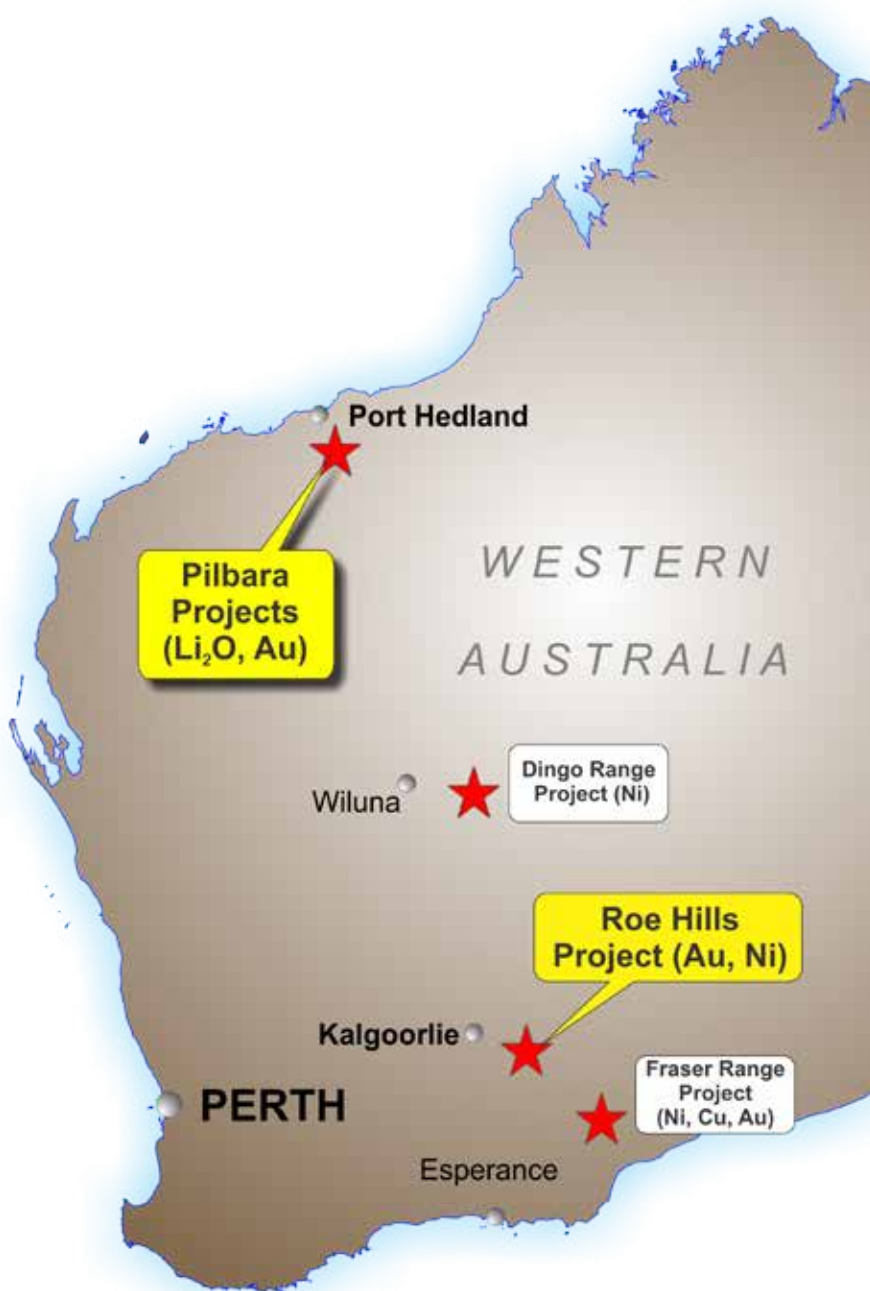 Port Hedland
Pilbara
Projects
(Li₂O, Au)
WESTERN
AUSTRALIA
Dingo Range
Project (Ni)
Wiluna
Roe Hills
Project (Au, Ni)
Kalgoorlie
Fraser Range
Project
(Ni, Cu, Au)
PERTH
Esperance